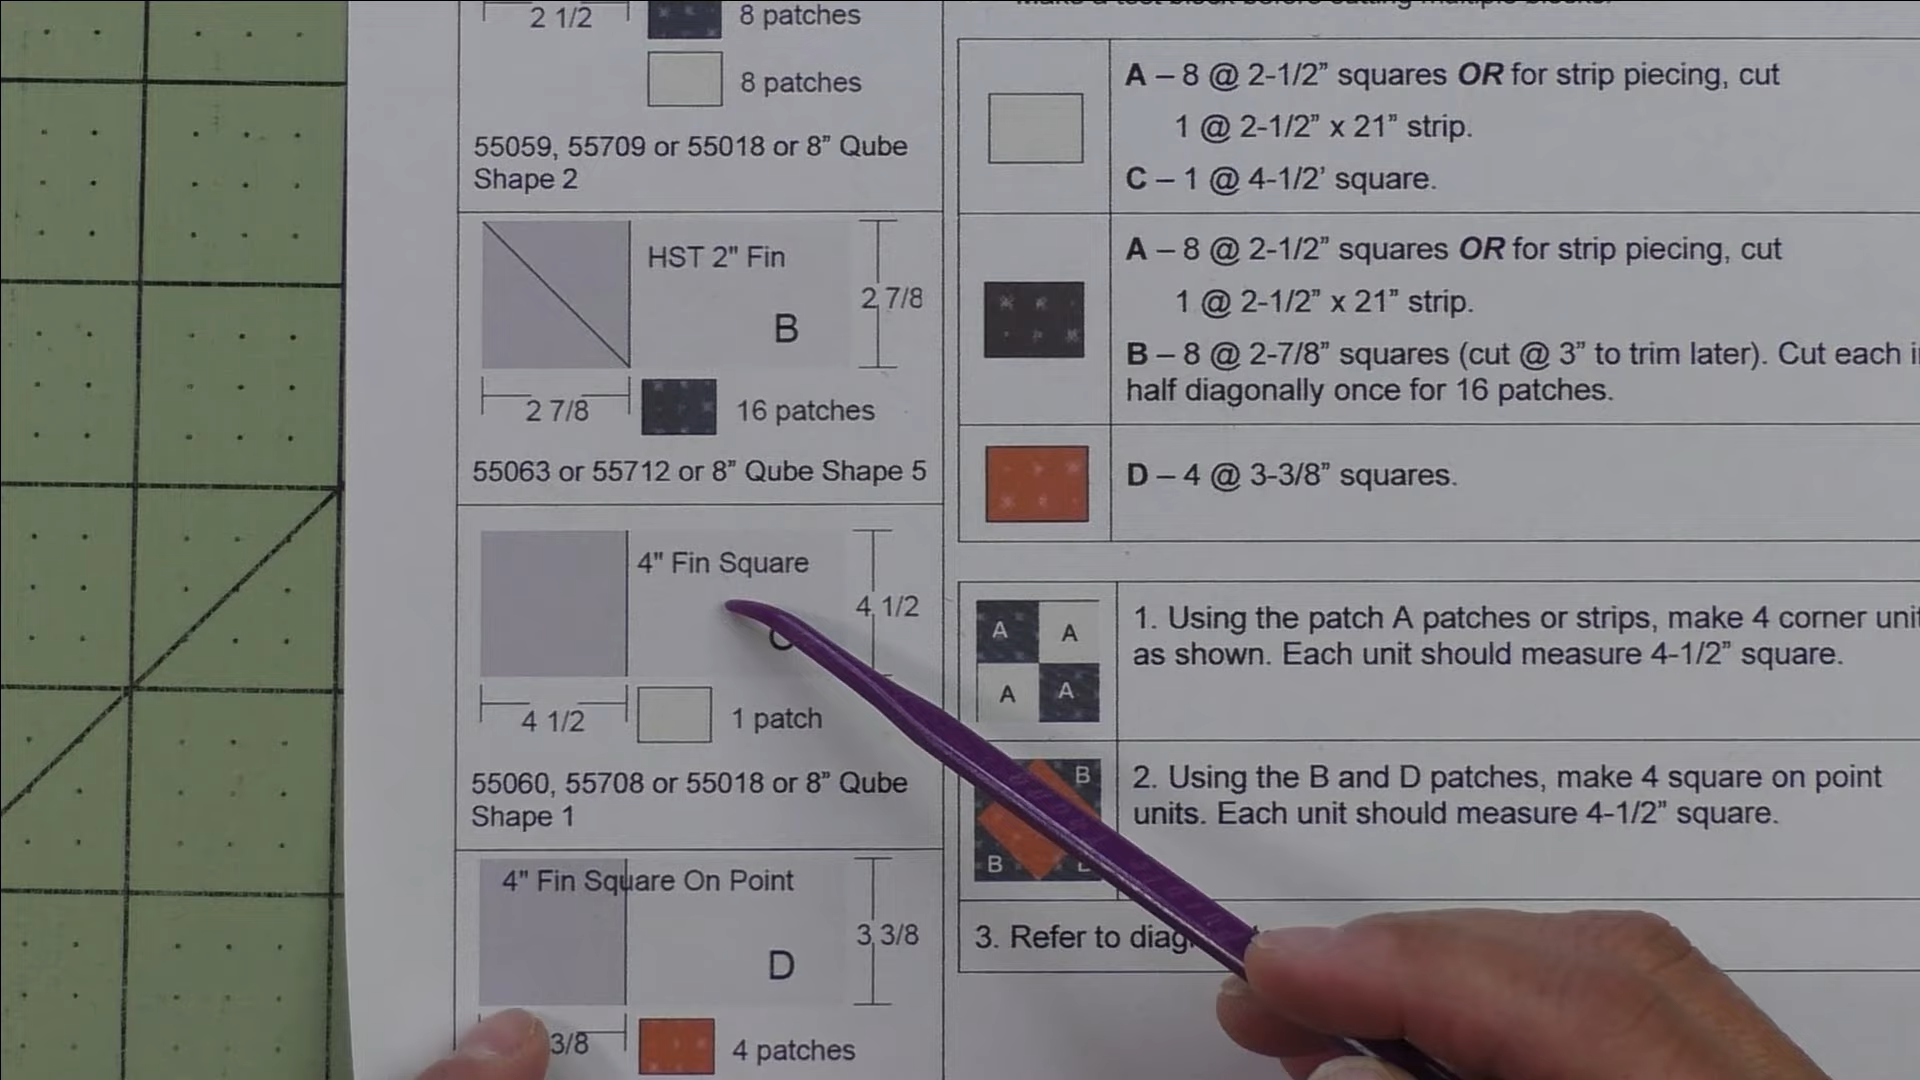 2 1/2
8 patches
8 patches
55059, 55709 or 55018 or 8” Qube
Shape 2
HST 2" Fin
B
2 7/8
2 7/8
16 patches
55063 or 55712 or 8” Qube Shape 5
4" Fin Square
4 1/2
4 1/2
1 patch
55060, 55708 or 55018 or 8” Qube
Shape 1
4" Fin Square On Point
D
3 3/8
3/8
4 patches
A – 8 @ 2-1/2” squares OR for strip piecing, cut
1 @ 2-1/2” x 21” strip.
C – 1 @ 4-1/2’ square.
A – 8 @ 2-1/2” squares OR for strip piecing, cut
1 @ 2-1/2” x 21” strip.
B – 8 @ 2-7/8” squares (cut @ 3” to trim later). Cut each
half diagonally once for 16 patches.
D – 4 @ 3-3/8” squares.
A A
A A
1. Using the patch A patches or strips, make 4 corner
as shown. Each unit should measure 4-1/2” square.
B
B
2. Using the B and D patches, make 4 square on point
units. Each unit should measure 4-1/2” square.
3. Refer to